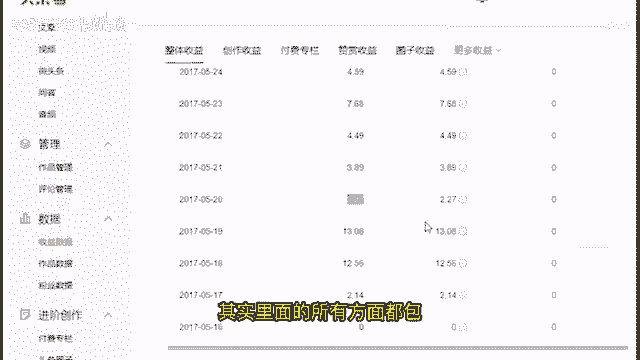 文章
视频
微头条
问答
音频
管理
作品管理
评论管理
数据
收益数据
作品数据
粉丝数据
进阶创作
付费专栏
整体收益 创作收益 付费专栏 赞赏收益 圈子收益 更多收益
2017-05-24 4.59 4.59 0
2017-05-23 7.68 7.68 0
2017-05-22 4.49 4.49 0
2017-05-21 3.89 3.89 0
2017-05-20 2.27 0
2017-05-19 13.08 13.08 0
2017-05-18 12.56 12.56 0
2017-05-17 2.14 2.14 0
2017-05-16 0 0 0
其实里面的所有方面都包